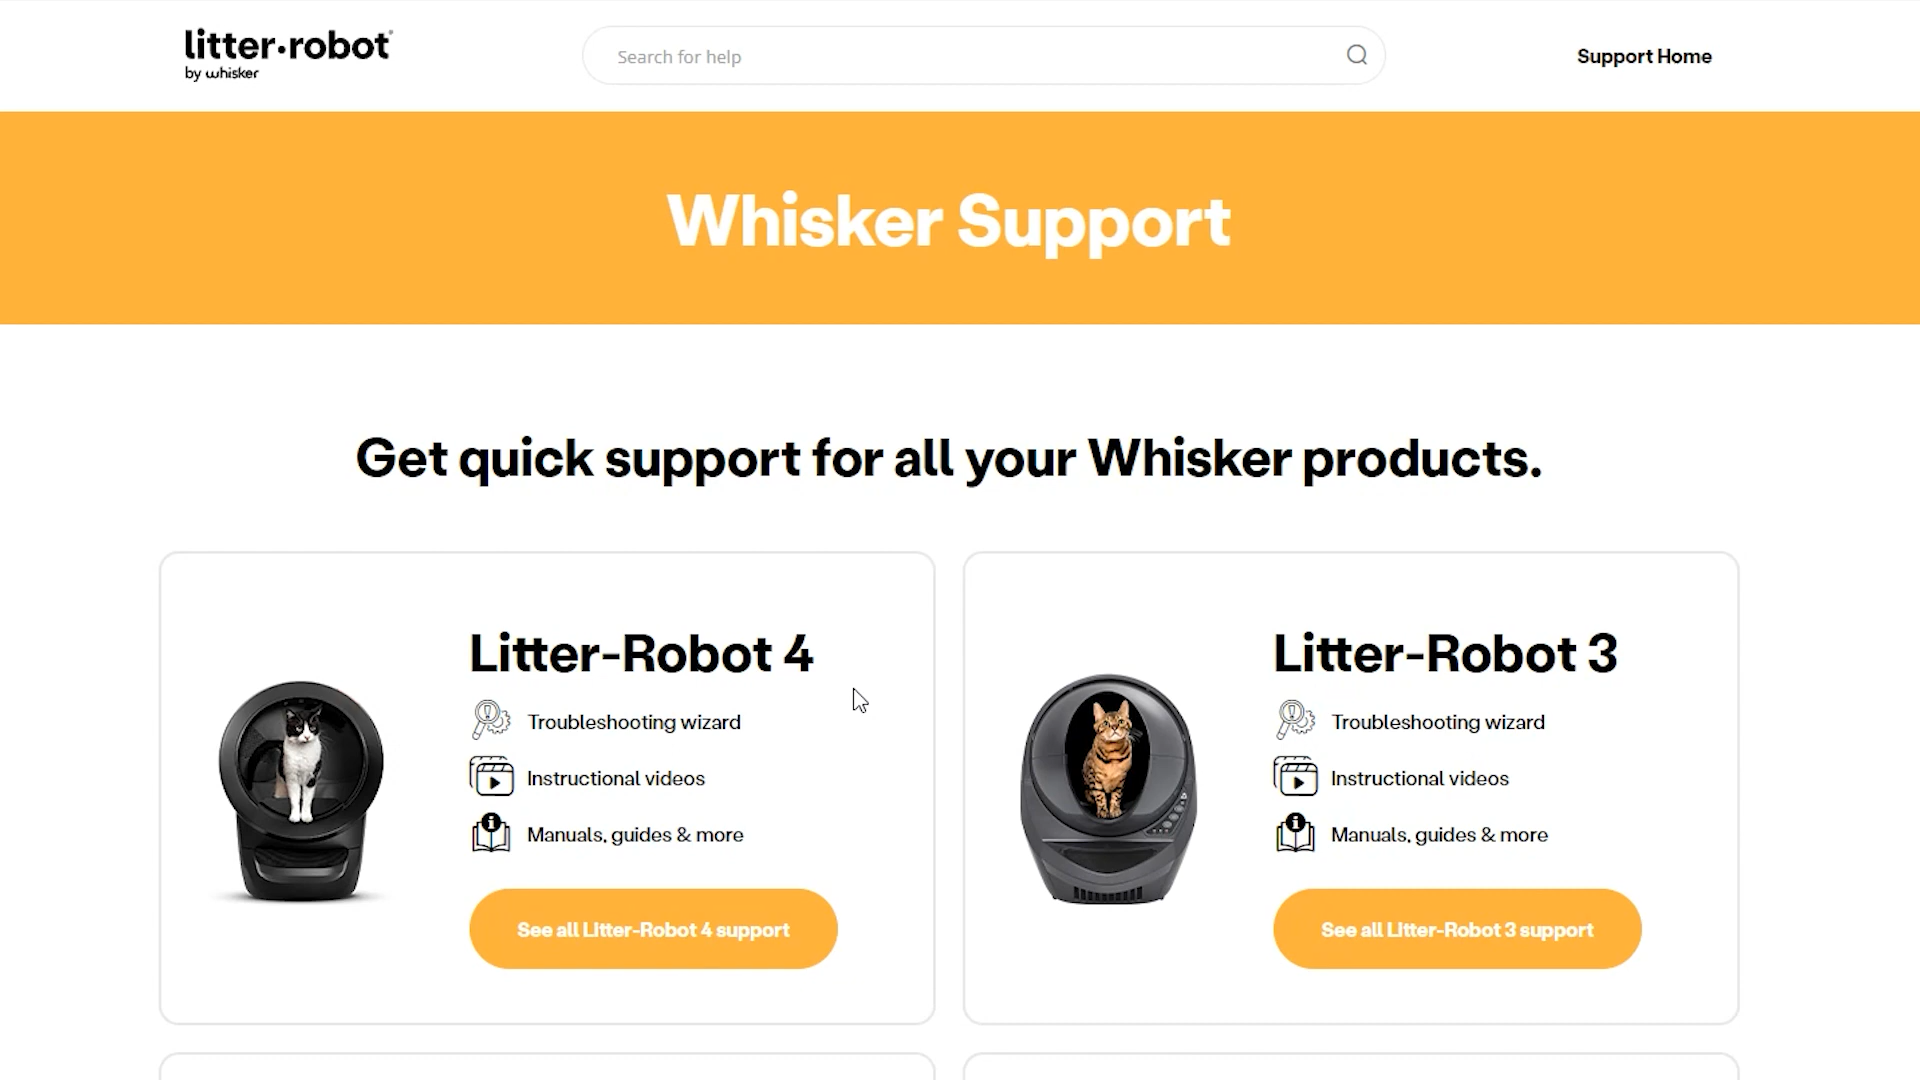 litter-robot®
by whisker
Search for help
Support Home
Whisker Support
Get quick support for all your Whisker products.
Litter-Robot 4
Troubleshooting wizard
Instructional videos
Manuals, guides & more
See all Litter-Robot 4 support
Litter-Robot 3
Troubleshooting wizard
Instructional videos
Manuals, guides & more
See all Litter-Robot 3 support